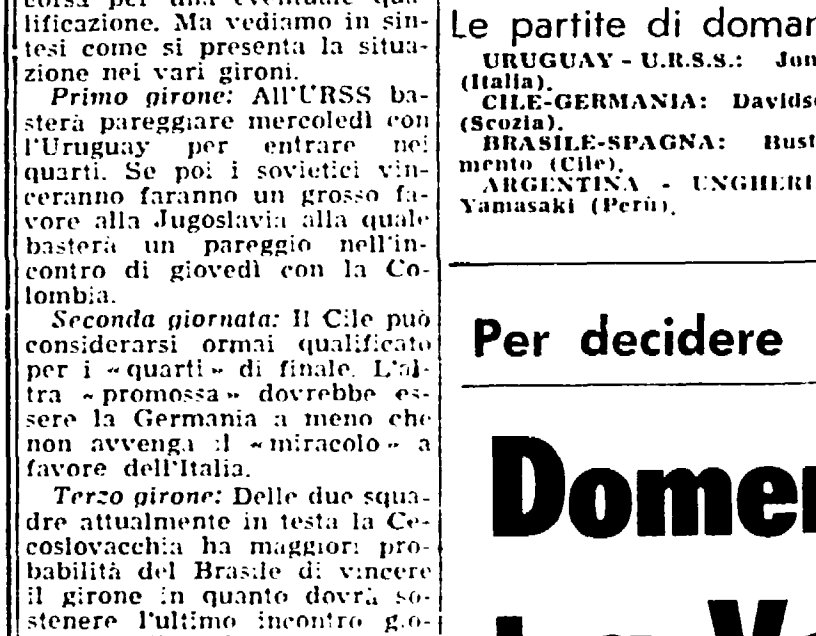 corsa per una eventuale qua-
lificazione. Ma vediamo in sin-
tesi come si presenta la situa-
zione nei vari gironi.
Primo girone: All'URSS ba-
sterà pareggiare mercoledì con
l'Uruguay per entrare nei
quarti. Se poi i sovietici vin-
ceranno faranno un grosso fa-
vore alla Jugoslavia alla quale
basterà un pareggio nell'in-
contro di giovedì con la Co-
lombia.
Seconda giornata: Il Cile può
considerarsi ormai qualificato
per i « quarti » di finale. L'al-
tra « promossa » dovrebbe es-
sere la Germania a meno che
non avvenga il « miracolo » a
favore dell'Italia.
Terzo girone: Delle due squa-
dre attualmente in testa la Ce-
coslovacchia ha maggiori pro-
babilità del Brasile di vincere
il girone in quanto dovrà so-
stenere l'ultimo incontro gio-
Le partite di domar
URUGUAY - U.R.S.S.: Jon
(Italia).
CILE-GERMANIA: Davidso
(Scozia).
BRASILE-SPAGNA: Bust
mento (Cile).
ARGENTINA - UNGHERI
Yamasaki (Perù).
Per decidere
Domer